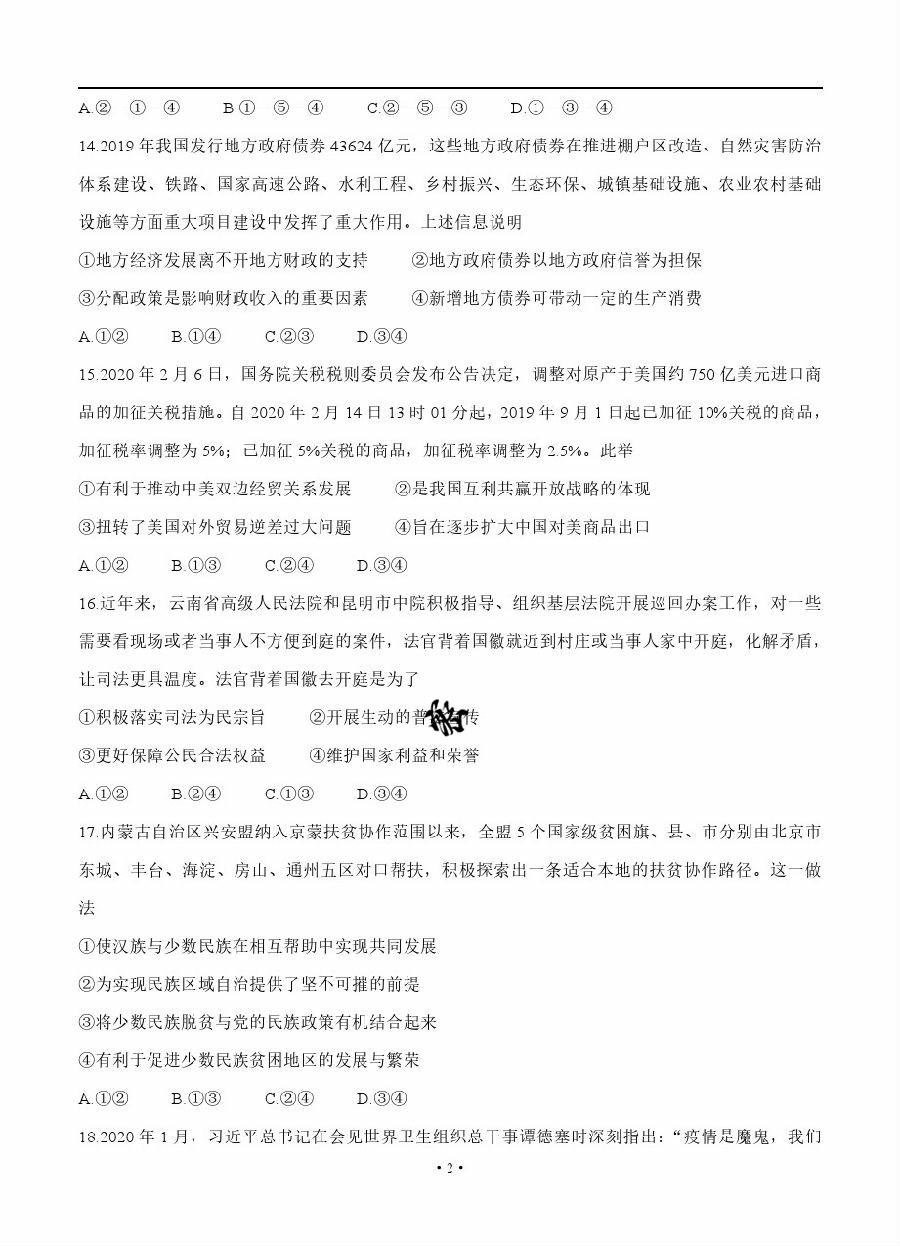 A.② ① ④ B① ⑤ ④ C.② ⑤ ③ D.① ③ ④
14.2019 年我国发行地方政府债券 43624 亿元，这些地方政府债券在推进棚户区改造、自然灾害防治
体系建设、铁路、国家高速公路、水利工程、乡村振兴、生态环保、城镇基础设施、农业农村基础
设施等方面重大项目建设中发挥了重大作用。上述信息说明
①地方经济发展离不开地方财政的支持 ②地方政府债券以地方政府信誉为担保
③分配政策是影响财政收入的重要因素 ④新增地方债券可带动一定的生产消费
A.①② B.①④ C.②③ D.③④
15.2020 年 2 月 6 日，国务院关税税则委员会发布公告决定，调整对原产于美国约 750 亿美元进口商
品的加征关税措施。自 2020 年 2 月 14 日 13 时 01 分起，2019 年 9 月 1 日起已加征 10%关税的商品，
加征税率调整为 5%；已加征 5%关税的商品，加征税率调整为 2.5%。此举
①有利于推动中美双边经贸关系发展 ②是我国互利共赢开放战略的体现
③扭转了美国对外贸易逆差过大问题 ④旨在逐步扩大中国对美商品出口
A.①② B.①③ C.②④ D.③④
16.近年来，云南省高级人民法院和昆明市中院积极指导、组织基层法院开展巡回办案工作，对一些
需要看现场或老当事人不方便到庭的案件，法官背着国徽就近到村庄或当事人家中开庭，化解矛盾，
让司法更具温度。法官背着国徽去开庭是为了
①积极落实司法为民宗旨 ②开展生动的普 传
③更好保障公民合法权益 ④维护国家利益和荣誉
A.①② B.②④ C.①③ D.③④
17.内蒙古自治区兴安盟纳入京蒙扶贫协作范围以来，全盟 5 个国家级贫困旗、县、市分别由北京市
东城、丰台、海淀、房山、通州五区对口帮扶，积极探索出一条适合本地的扶贫协作路径。这一做
法
①使汉族与少数民族在相互帮助中实现共同发展
②为实现民族区域自治提供了坚不可摧的前提
③将少数民族脱贫与党的民族政策有机结合起来
④有利于促进少数民族贫困地区的发展与繁荣
A.①② B.①③ C.②④ D.③④
18.2020 年 1 月，习近平总书记在会见世界卫生组织总干事谭德塞时深刻指出：“疫情是魔鬼，我们
·2·